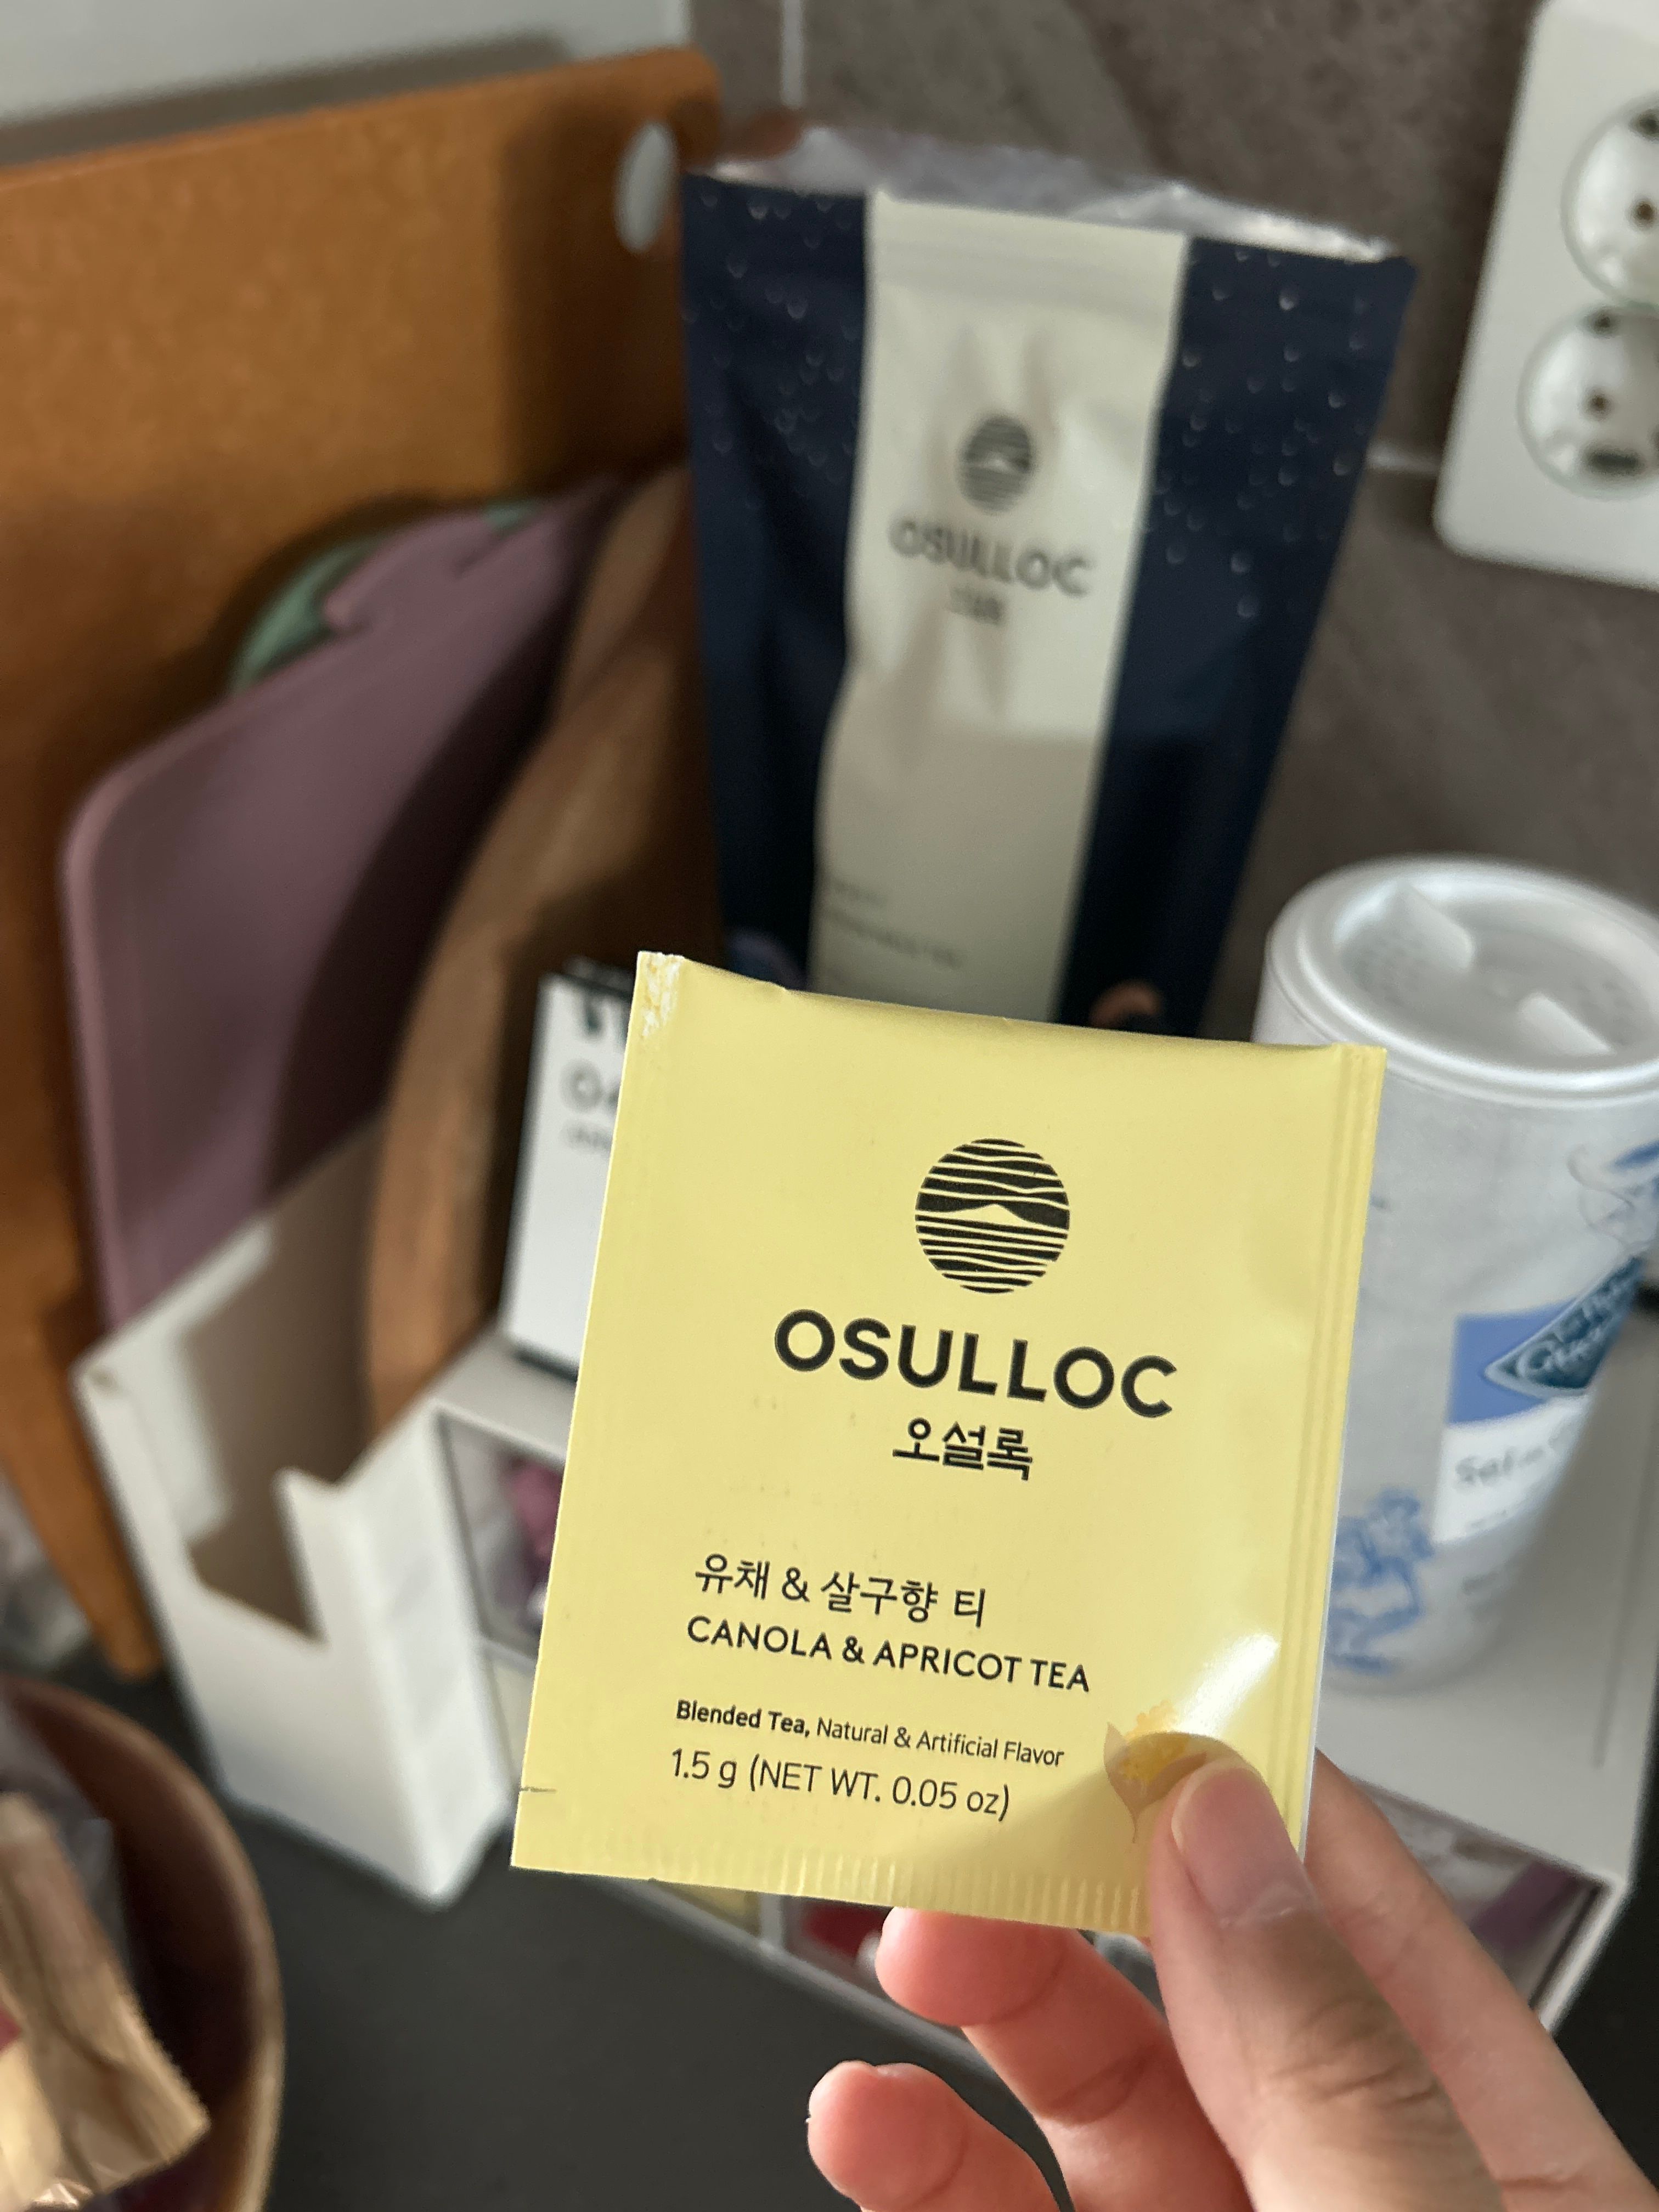 OSULLOC
OSULLOC
오설록
유채 & 살구향 티
CANOLA & APRICOT TEA
Blended Tea, Natural & Artificial Flavor
1.5 g (NET WT. 0.05 oz)